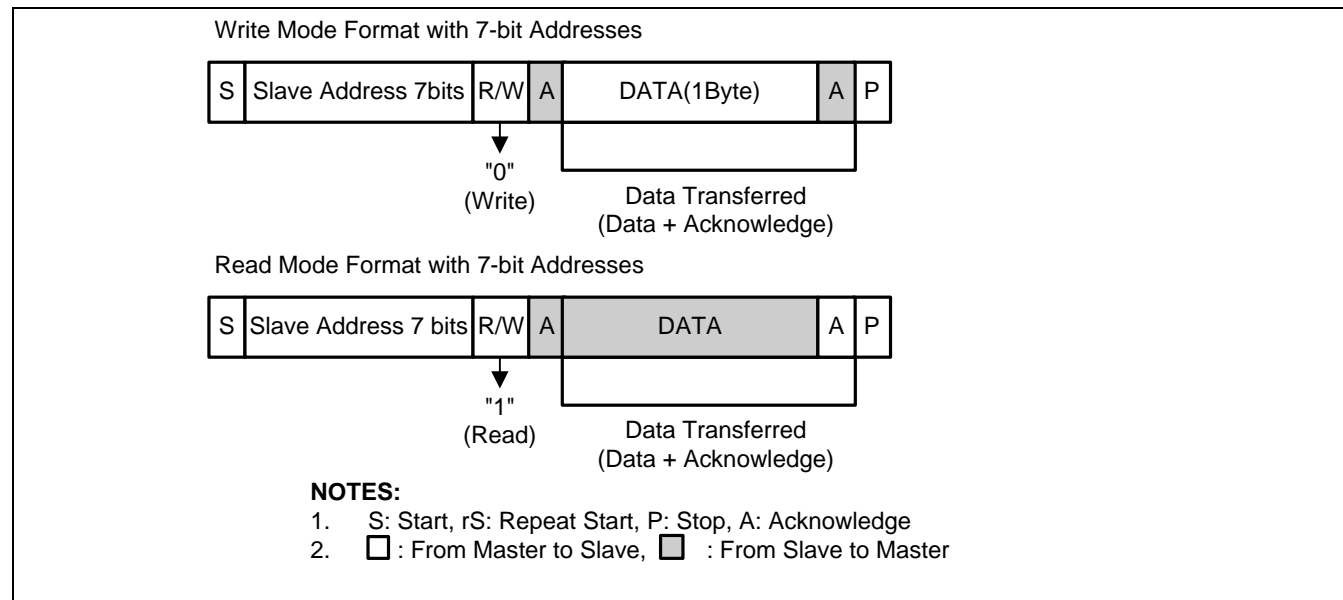 Write Mode Format with 7-bit Addresses
S Slave Address 7bits R/W A DATA(1Byte) A P
"0"
(Write)
Data Transferred
(Data + Acknowledge)
Read Mode Format with 7-bit Addresses
S Slave Address 7 bits R/W A DATA A P
"1"
(Read)
Data Transferred
(Data + Acknowledge)
NOTES:
1. S: Start, rS: Repeat Start, P: Stop, A: Acknowledge
2. : From Master to Slave, : From Slave to Master